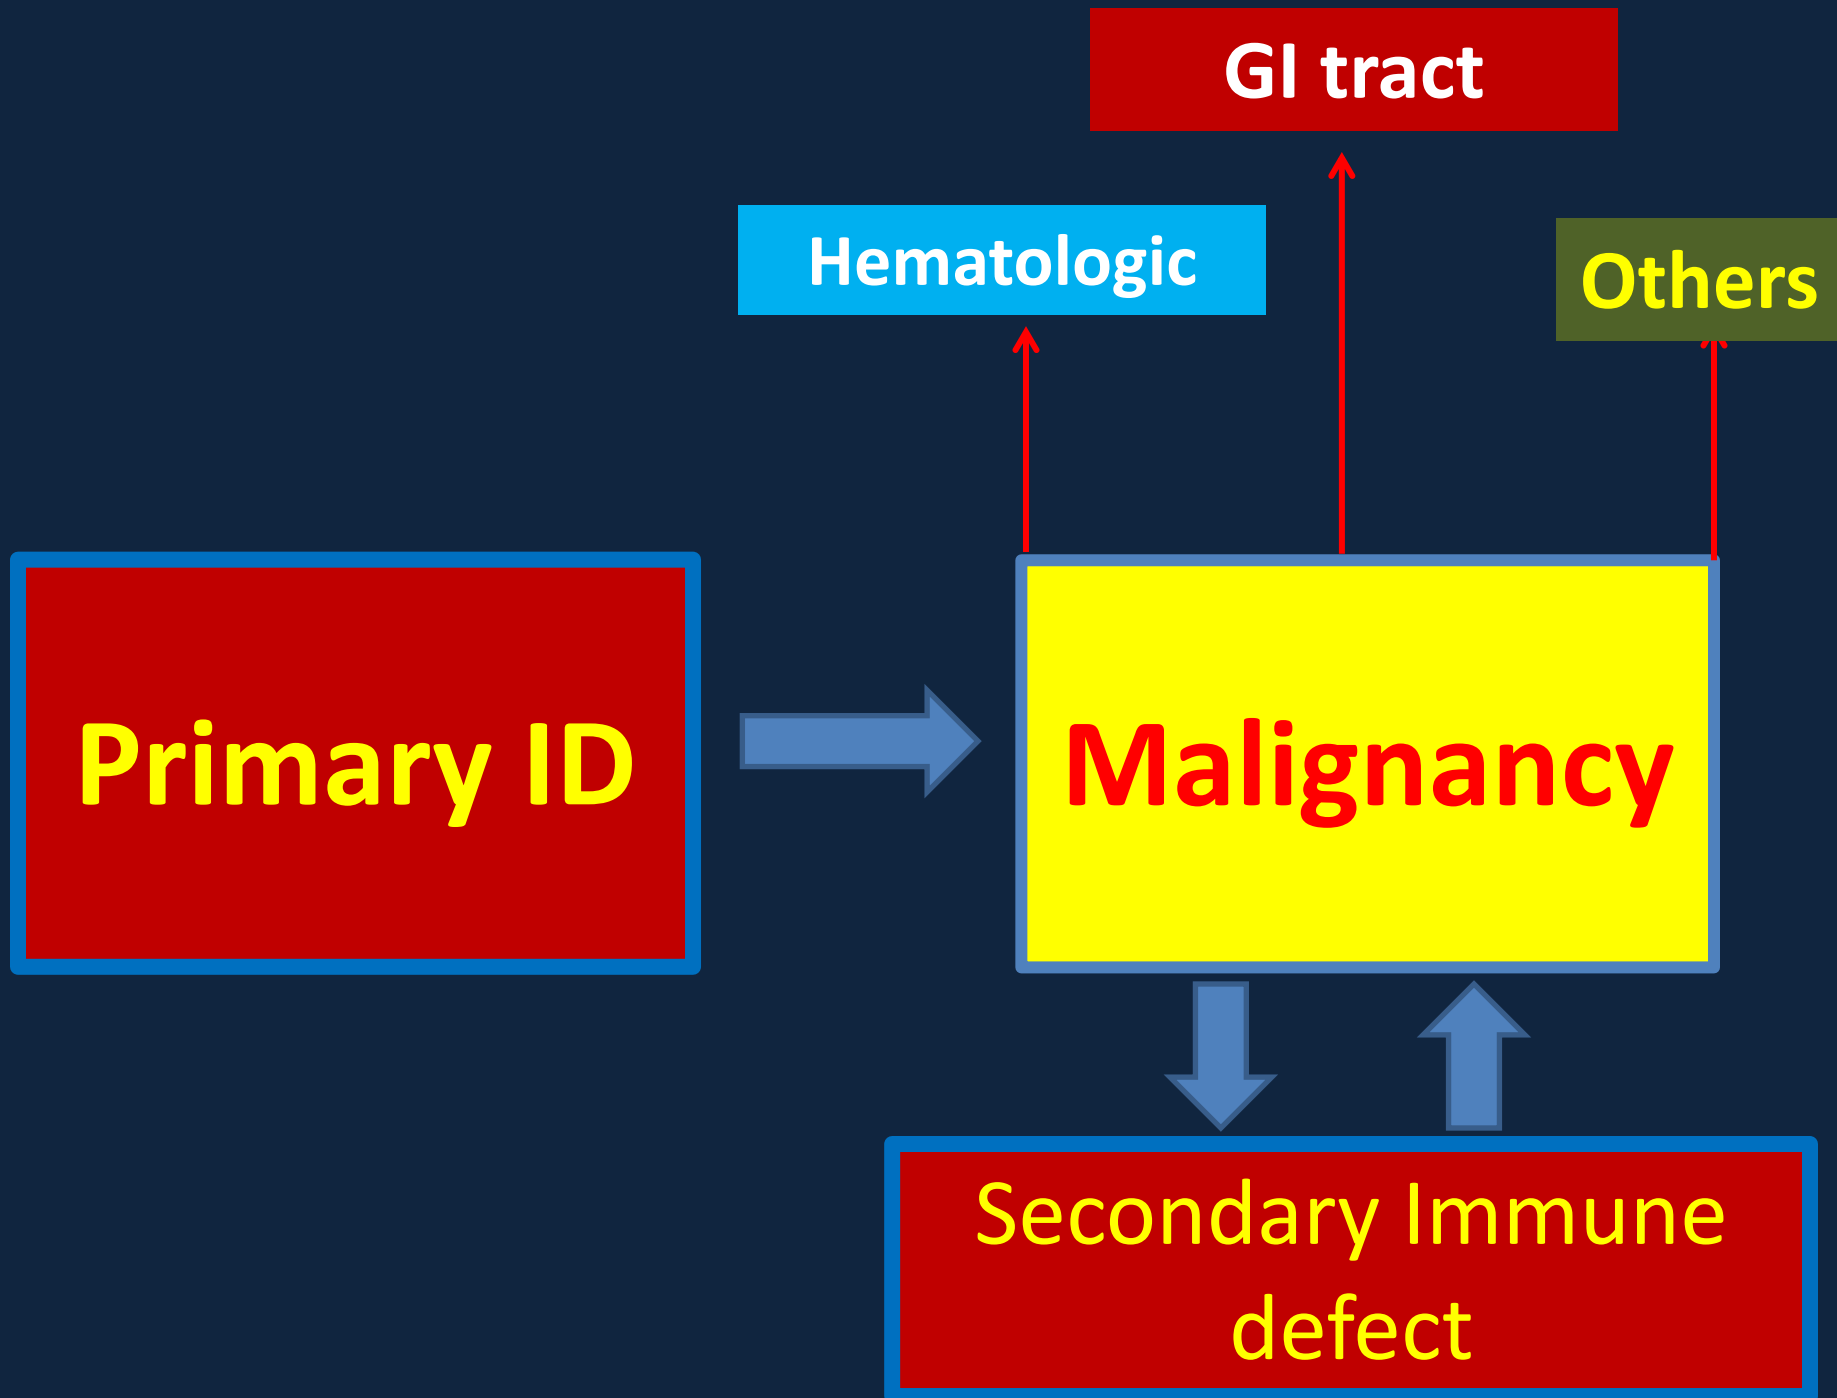 GI tract
Hematologic
Others
Primary ID
Malignancy
Secondary Immune
defect